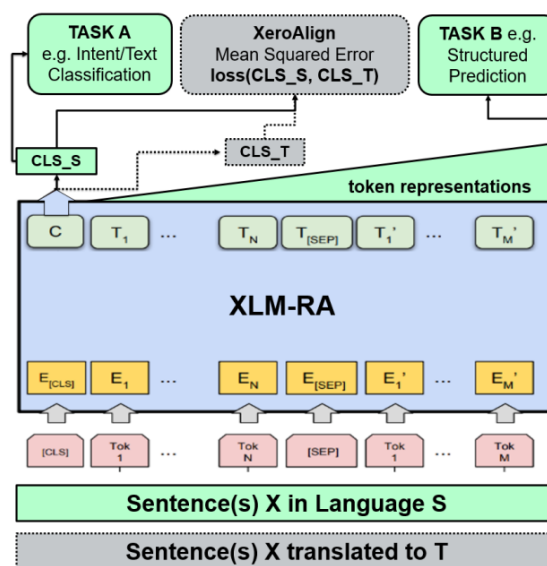 TASK A
e.g. Intent/Text
Classification
XeroAlign
Mean Squared Error
loss(CLS_S, CLS_T)
TASK B e.g.
Structured
Prediction
CLS_S
CLS_T
token representations
C T1 ... TN T[SEP] T1' ... TM'
XLM-RA
E[CLS] E1 ... EN E[SEP] E1' ... EM'
[CLS] Tok 1 ... Tok N [SEP] Tok 1 ... Tok M
Sentence(s) X in Language S
Sentence(s) X translated to T